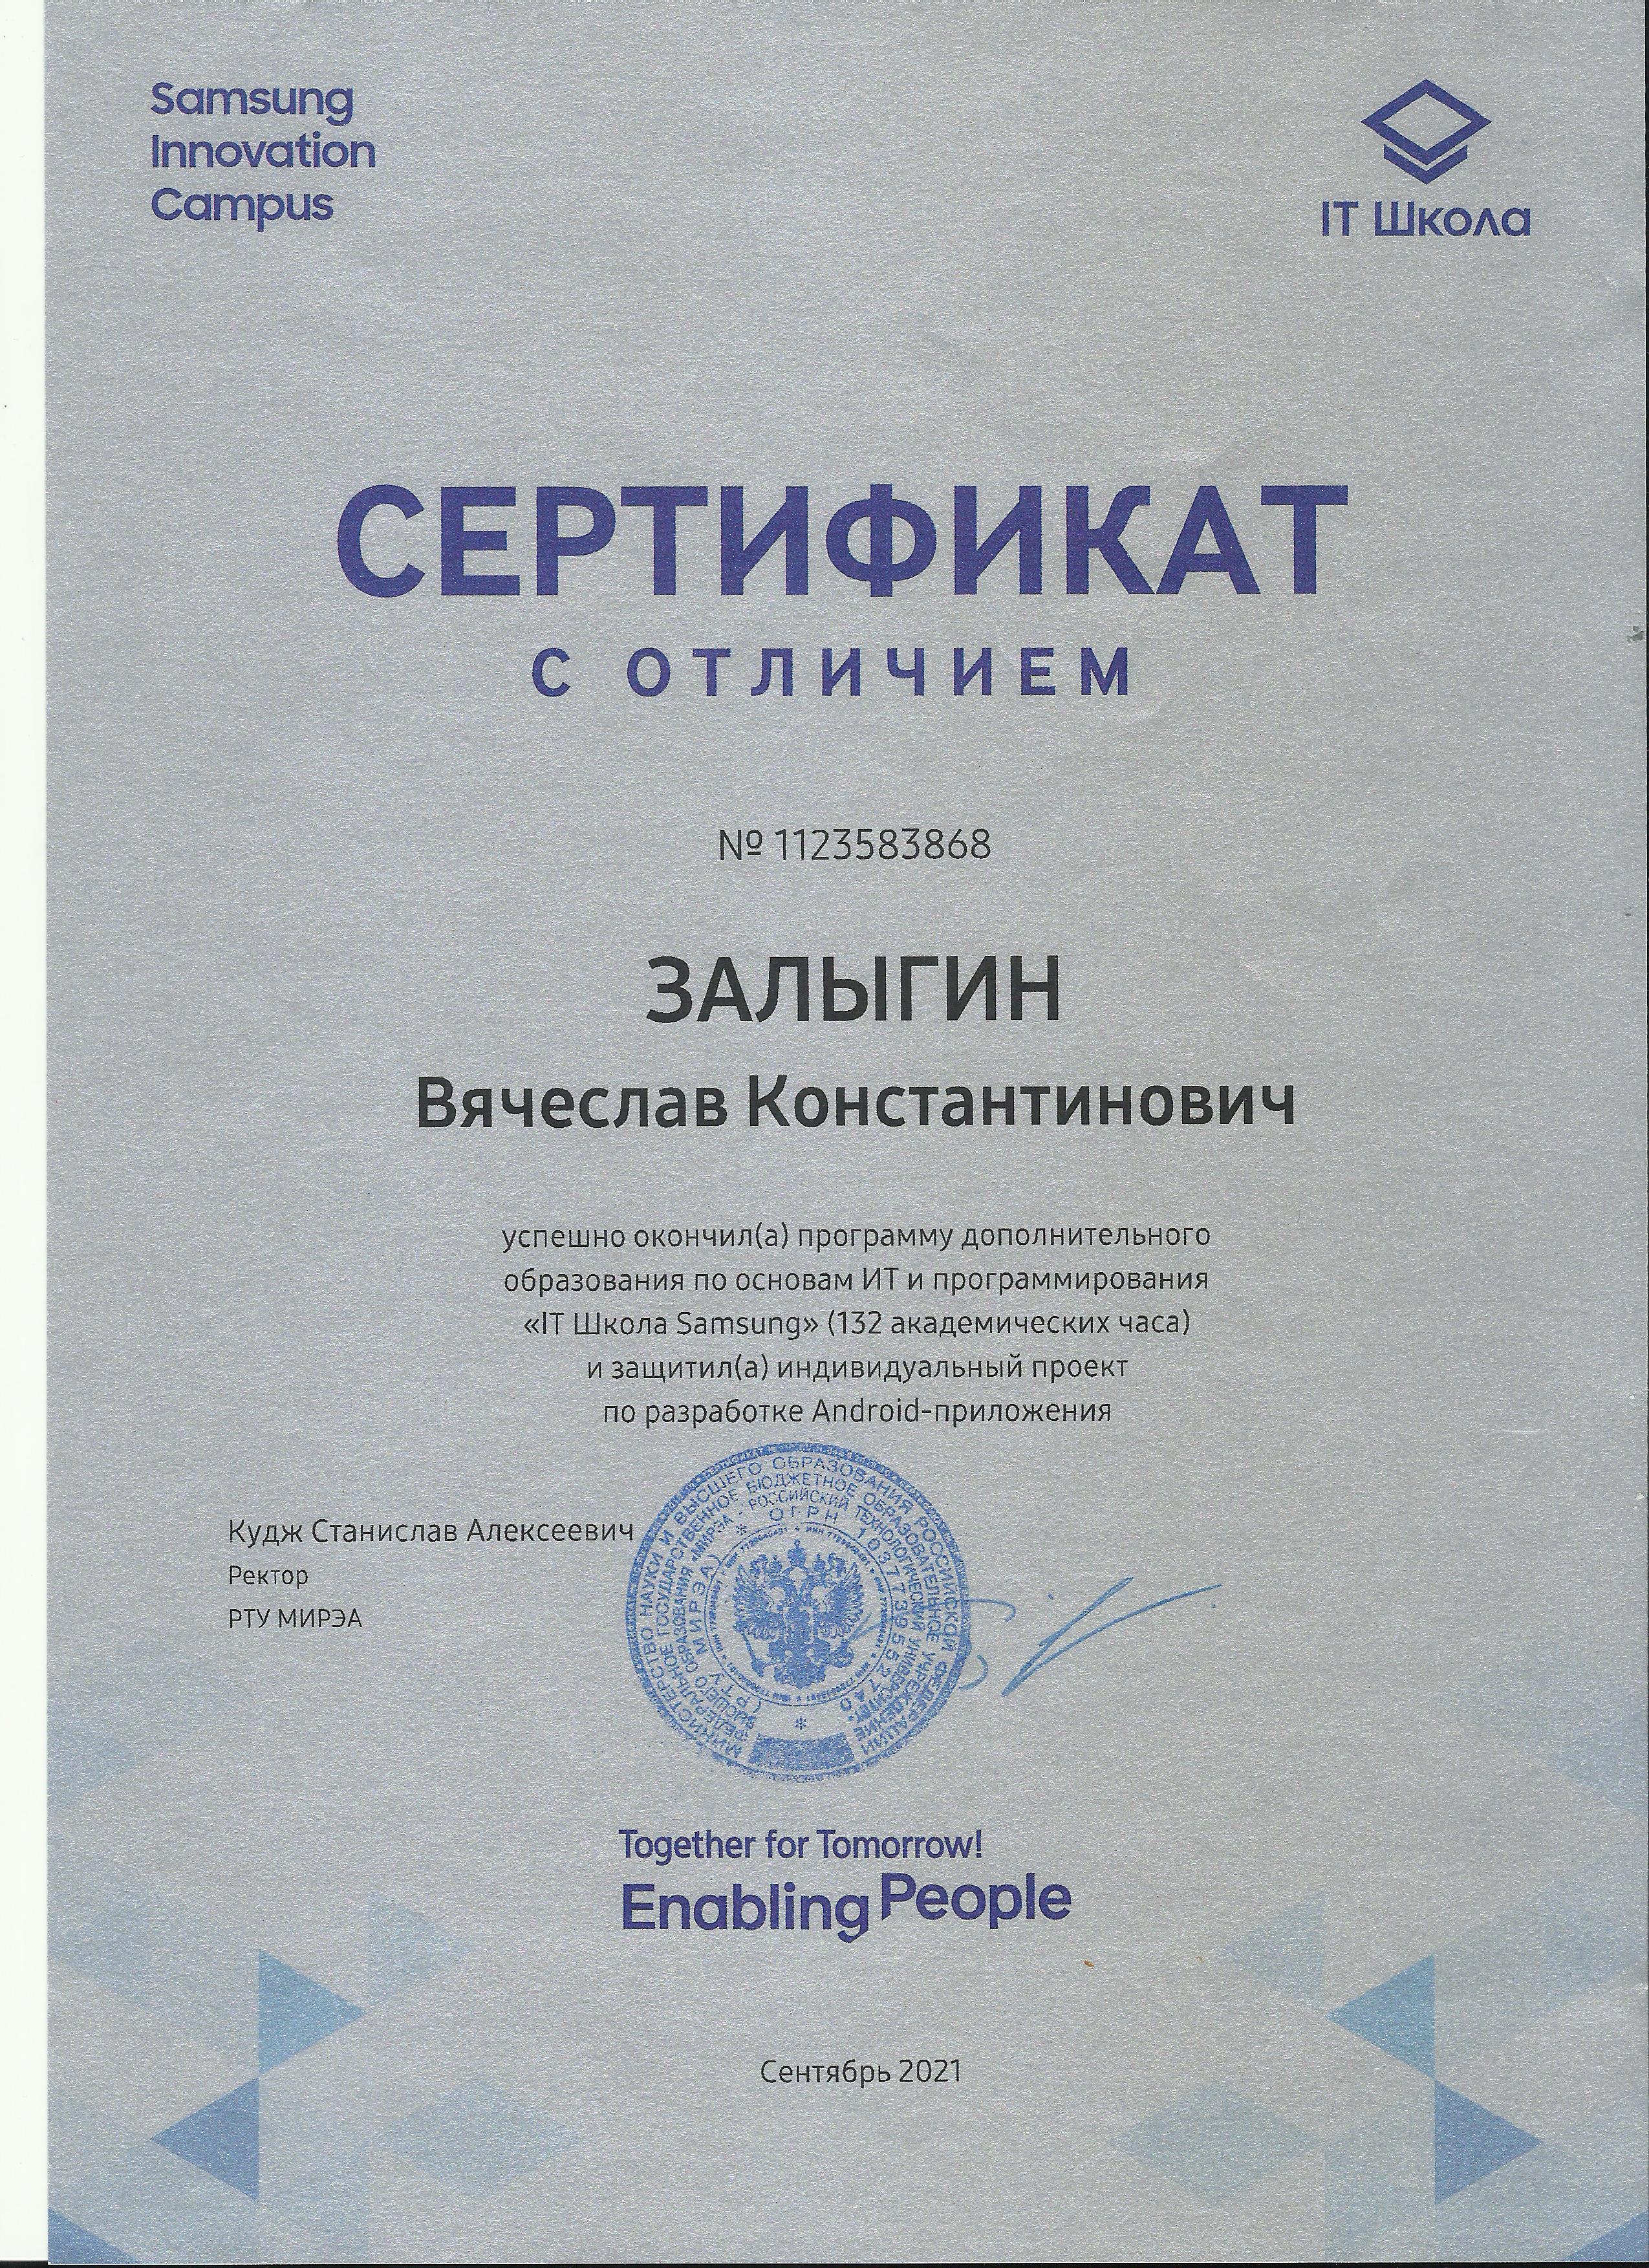 Samsung
Innovation
Campus
IT Школа
СЕРТИФИКАТ
С ОТЛИЧИЕМ
№ 1123583868
ЗАЛЫГИН
Вячеслав Константинович
успешно окончил(а) программу дополнительного
образования по основам ИТ и программирования
«IT Школа Samsung» (132 академических часа)
и защитил(а) индивидуальный проект
по разработке Android-приложения
Кудж Станислав Алексеевич
Ректор
РТУ МИРЭА
МИНИСТЕРСТВО НАУКИ И ВЫСШЕГО ОБРАЗОВАНИЯ РОССИЙСКОЙ ФЕДЕРАЦИИ
ФЕДЕРАЛЬНОЕ ГОСУДАРСТВЕННОЕ БЮДЖЕТНОЕ ОБРАЗОВАТЕЛЬНОЕ УЧРЕЖДЕНИЕ
ВЫСШЕГО ОБРАЗОВАНИЯ «МИРЭА - РОССИЙСКИЙ ТЕХНОЛОГИЧЕСКИЙ УНИВЕРСИТЕТ»
(РТУ МИРЭА) * ОГРН 1037739552740 *
Together for Tomorrow!
Enabling People
Сентябрь 2021